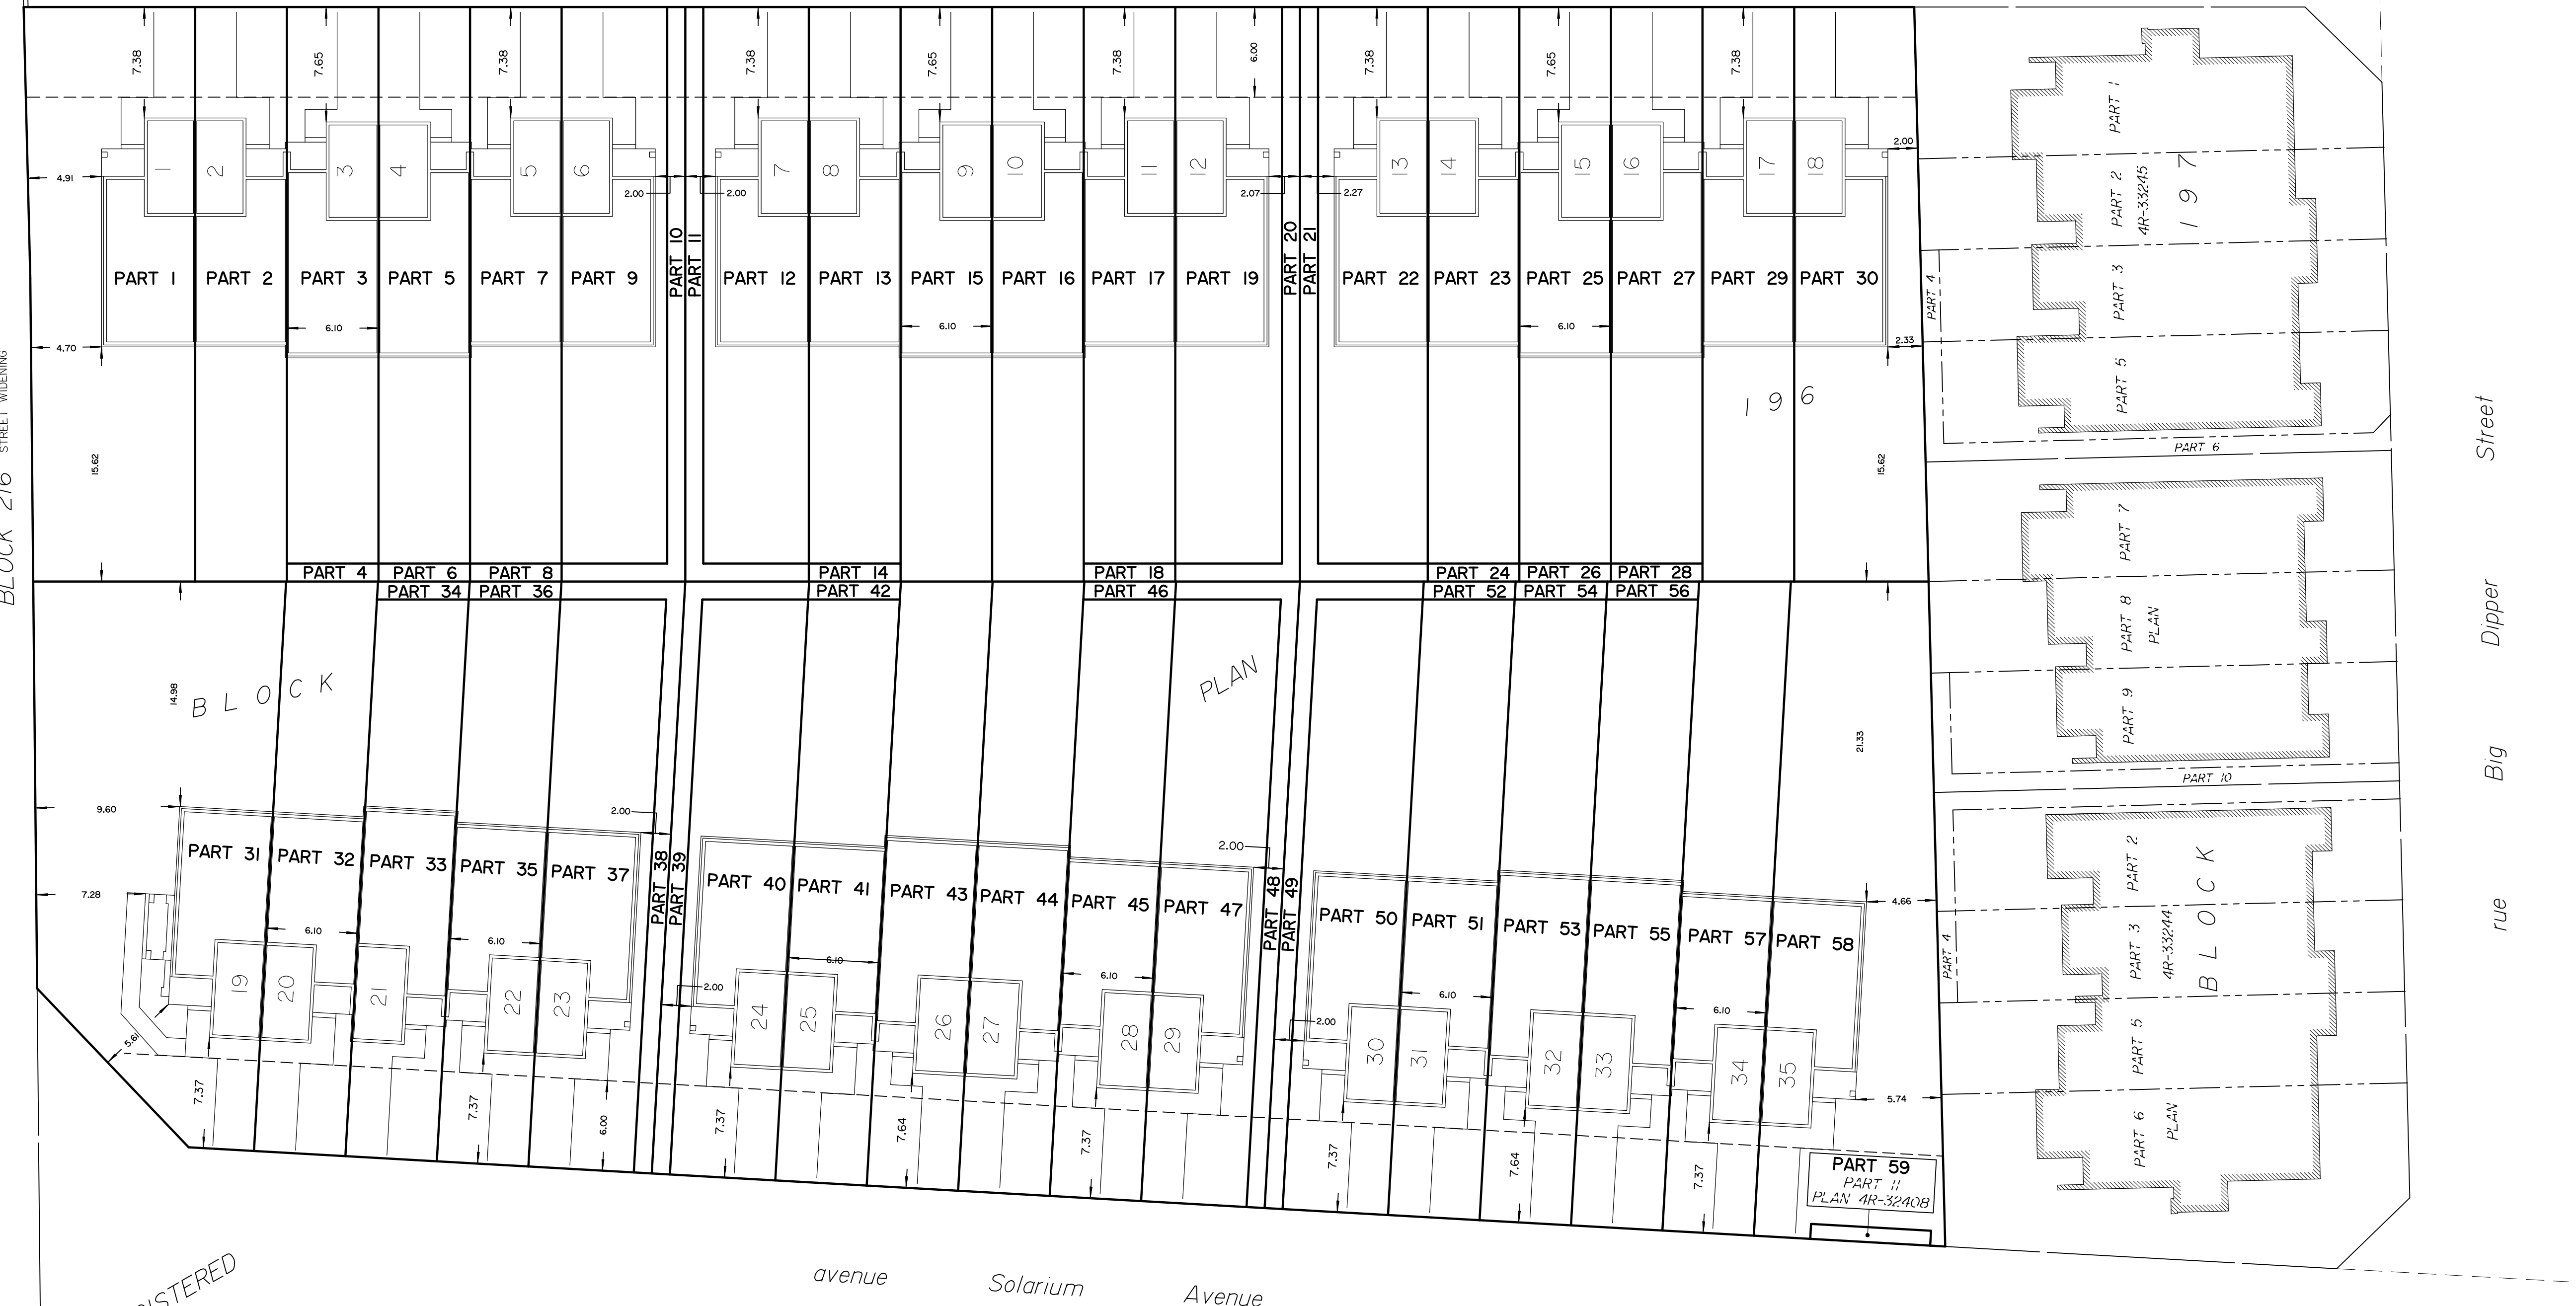 7.38
7.65
7.38
7.38
7.65
7.38
6.00
7.38
7.65
7.38
1
2
3
4
5
6
7
8
9
10
11
12
13
14
15
16
17
18
4.91
2.00
2.00
2.07
2.27
2.00
PART 10
PART 11
PART 20
PART 21
PART 1
PART 2
PART 3
PART 5
PART 7
PART 9
PART 12
PART 13
PART 15
PART 16
PART 17
PART 19
PART 22
PART 23
PART 25
PART 27
PART 29
PART 30
6.10
6.10
6.10
4.70
2.33
BLOCK 216 STREET WIDENING
196
15.62
15.62
PART 4
PART 6
PART 8
PART 14
PART 18
PART 24
PART 26
PART 28
PART 34
PART 36
PART 42
PART 46
PART 52
PART 54
PART 56
14.98
BLOCK
PLAN
21.33
9.60
2.00
2.00
7.28
4.66
PART 31
PART 32
PART 33
PART 35
PART 37
PART 38
PART 39
PART 40
PART 41
PART 43
PART 44
PART 45
PART 47
PART 48
PART 49
PART 50
PART 51
PART 53
PART 55
PART 57
PART 58
6.10
6.10
6.10
6.10
6.10
6.10
2.00
2.00
19
20
21
22
23
24
25
26
27
28
29
30
31
32
33
34
35
5.61
5.74
7.37
7.37
6.00
7.37
7.64
7.37
7.37
7.64
7.37
PART 59
PART 11
PLAN 4R-32408
PART 1
PART 2
4R-33245
197
PART 3
PART 4
PART 5
PART 6
PART 7
PART 8
PLAN
PART 9
PART 10
PART 2
PART 3
4R-33244
BLOCK
PART 4
PART 5
PART 6
PLAN
rue Big Dipper Street
ISTERED
avenue Solarium Avenue